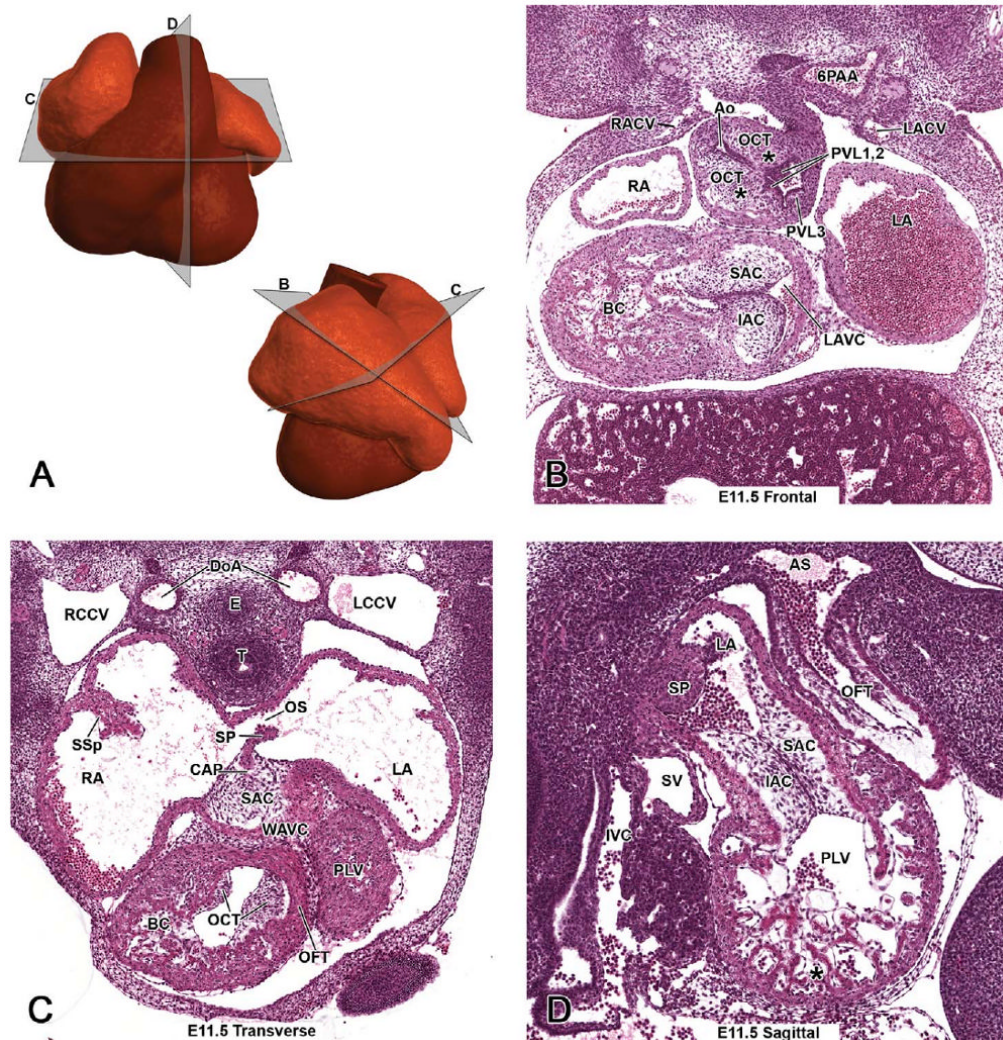 D
C
B
C
A
6PAA
RACV
Ao
LACV
OCT
*
PVL1,2
OCT
*
RA
PVL3
LA
SAC
BC
IAC
LAVC
B
E11.5 Frontal
DoA
RCCV
E
LCCV
T
OS
SP
SSp
RA
CAP
LA
SAC
WAVC
PLV
BC
OCT
OFT
C
E11.5 Transverse
AS
LA
SP
OFT
SAC
IAC
SV
IVC
PLV
*
D
E11.5 Sagittal